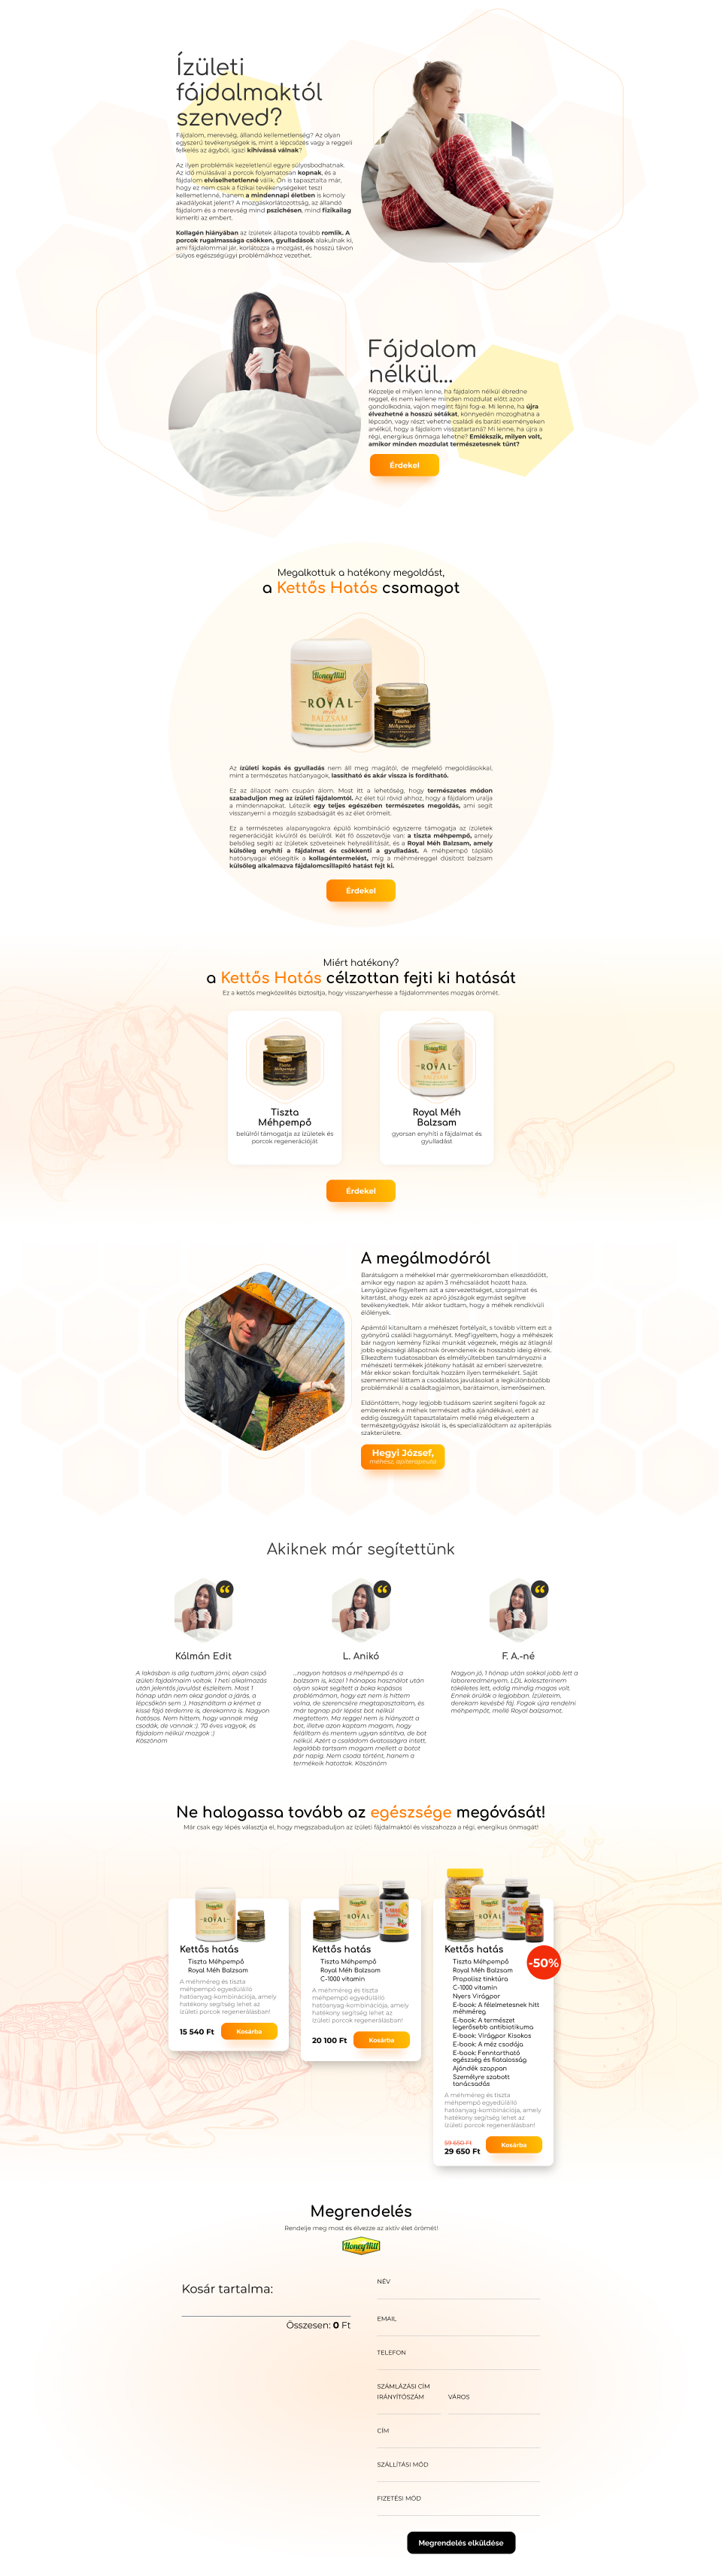 Ízületi
fájdalmaktól
szenved?
Fájdalom, merevség, állandó kellemetlenség? Az olyan
egyszerű tevékenységek is, mint a lépcsőzés vagy a reggeli
felkelés az ágyból, igazi kihívássá válnak?
Az ilyen problémák kezeletlenül egyre súlyosbodhatnak.
Az idő múlásával a porcok folyamatosan kopnak, és a
fájdalom elviselhetetlenné válik. Ön is tapasztalta már,
hogy ez nem csak a fizikai tevékenységeket teszi
kellemetlenné, hanem a mindennapi életben is komoly
akadályokat jelent? A mozgáskorlátozottság, az állandó
fájdalom és a merevség mind pszichésen, mind fizikailag
kimeríti az embert.
Kollagén hiányában az ízületek állapota tovább romlik. A
porcok rugalmassága csökken, gyulladások alakulnak ki,
ami fájdalommal jár, korlátozza a mozgást, és hosszú távon
súlyos egészségügyi problémákhoz vezethet.
Fájdalom
nélkül...
Képzelje el milyen lenne, ha fájdalom nélkül ébredne
reggel, és nem kellene minden mozdulat előtt azon
gondolkodnia, vajon megint fájni fog-e. Mi lenne, ha újra
élvezhetné a hosszú sétákat, könnyedén mozoghatna a
lépcsőn, vagy részt vehetne családi és baráti eseményeken
anélkül, hogy a fájdalom visszatartaná? Mi lenne, ha újra a
régi, energikus önmaga lehetne? Emlékszik, milyen volt,
amikor minden mozdulat természetesnek tűnt?
Érdekel
Megalkottuk a hatékony megoldást,
a Kettős Hatás csomagot
HoneyHill
ROYAL
BALZSAM
Tiszta
Méhpempő
Az ízületi kopás és gyulladás nem áll meg magától, de megfelelő megoldásokkal,
mint a természetes hatóanyagok, lassítható és akár vissza is fordítható.
Ez az állapot nem csupán álom. Most itt a lehetőség, hogy természetes módon
szabaduljon meg az ízületi fájdalomtól. Az élet túl rövid ahhoz, hogy a fájdalom uralja
a mindennapokat. Létezik egy teljes egészében természetes megoldás, ami segít
visszanyerni a mozgás szabadságát és az élet örömeit.
Ez a természetes alapanyagokra épülő kombináció egyszerre támogatja az ízületek
regenerációját kívülről és belülről. Két fő összetevője van: a tiszta méhpempő, amely
belsőleg segíti az ízületek szöveteinek helyreállítását, és a Royal Méh Balzsam, amely
külsőleg enyhíti a fájdalmat és csökkenti a gyulladást. A méhpempő tápláló
hatóanyagai elősegítik a kollagéntermelést, míg a méhméreggel dúsított balzsam
külsőleg alkalmazva fájdalomcsillapító hatást fejt ki.
Érdekel
Miért hatékony?
a Kettős Hatás célzottan fejti ki hatását
Ez a kettős megközelítés biztosítja, hogy visszanyerhesse a fájdalommentes mozgás örömét.
Tiszta
Méhpempő
belülről támogatja az ízületek és
porcok regenerációját
Royal Méh
Balzsam
gyorsan enyhíti a fájdalmat és
gyulladást
Érdekel
A megálmodóról
Barátságom a méhekkel már gyermekkoromban elkezdődött,
amikor egy napon az apám 3 méhcsaládot hozott haza.
Lenyűgözve figyeltem azt a szervezettséget, szorgalmat és
kitartást, ahogy ezek az apró jószágok egymást segítve
tevékenykedtek. Már akkor tudtam, hogy a méhek rendkívüli
élőlények.
Apámtól kitanultam a méhészet fortélyait, s tovább vittem ezt a
gyönyörű családi hagyományt. Megfigyeltem, hogy a méhészek
bár nagyon kemény fizikai munkát végeznek, mégis az átlagnál
jobb egészségi állapotnak örvendenek és hosszabb ideig élnek.
Elkezdtem tudatosabban és elmélyültebben tanulmányozni a
méhészeti termékek jótékony hatását az emberi szervezetre.
Már ekkor sokan fordultak hozzám ilyen termékekért. Saját
szememmel láttam a csodálatos javulásokat a legkülönbözőbb
problémáknál a családtagjaimon, barátaimon, ismerőseimen.
Eldöntöttem, hogy legjobb tudásom szerint segíteni fogok az
embereknek a méhek természet adta ajándékával, ezért az
eddig összegyűlt tapasztalataim mellé még elvégeztem a
természetgyógyász iskolát is, és specializálódtam az apiterápiás
szakterületre.
Hegyi József,
méhész, apiterapeuta
Akiknek már segítettünk
Kálmán Edit
A lakásban is alig tudtam járni, olyan csípő
ízületi fájdalmaim voltak. 1 heti alkalmazás
után jelentős javulást észleltem. Most 1
hónap után nem okoz gondot a járás, a
lépcsőkön sem :). Használtam a krémet a
kissé fájó térdemre is, derekamra is. Nagyon
hatásos. Nem hittem, hogy vannak még
csodák, de vannak :). 70 éves vagyok, és
fájdalom nélkül mozgok :)
Köszönöm
L. Anikó
...nagyon hatásos a méhpempő és a
balzsam is, közel 1 hónapos használat után
olyan sokat segített a boka kopásos
problémámon, hogy ezt nem is hittem
volna, de szerencsére megtapasztaltam, és
már tegnap pár lépést bot nélkül
megtettem. Ma reggel nem is hiányzott a
bot, illetve azon kaptam magam, hogy
felálltam és mentem ugyan sántítva, de bot
nélkül. Azért a családom óvatosságra intett,
legalább tartsam magam mellett a botot
pár napig. Nem csoda történt, hanem a
termékeik hatottak. Köszönöm
F. A.-né
Nagyon jó, 1 hónap után sokkal jobb lett a
laboreredményem, LDL koleszterinem
tökéletes lett, eddig mindig magas volt.
Ennek örülök a legjobban. Ízületeim,
derekam kevésbé fáj. Fogok újra rendelni
méhpempőt, mellé Royal balzsamot.
Ne halogassa tovább az egészsége megóvását!
Már csak egy lépés választja el, hogy megszabaduljon az ízületi fájdalmaktól és visszahozza a régi, energikus önmagát!
Kettős hatás
Tiszta Méhpempő
Royal Méh Balzsam
A méhméreg és tiszta
méhpempő egyedülálló
hatóanyag-kombinációja, amely
hatékony segítség lehet az
ízületi porcok regenerálásban!
15 540 Ft
Kosárba
Kettős hatás
Tiszta Méhpempő
Royal Méh Balzsam
C-1000 vitamin
A méhméreg és tiszta
méhpempő egyedülálló
hatóanyag-kombinációja, amely
hatékony segítség lehet az
ízületi porcok regenerálásban!
20 100 Ft
Kosárba
Kettős hatás
-50%
Tiszta Méhpempő
Royal Méh Balzsam
Propolisz tinktúra
C-1000 vitamin
Nyers Virágpor
E-book: A félelmetesnek hitt
méhméreg
E-book: A természet
legerősebb antibiotikuma
E-book: Virágpor Kisokos
E-book: A méz csodája
E-book: Fenntartható
egészség és fiatalosság
Ajándék szappan
Személyre szabott
tanácsadás
A méhméreg és tiszta
méhpempő egyedülálló
hatóanyag-kombinációja, amely
hatékony segítség lehet az
ízületi porcok regenerálásban!
59 650 Ft
29 650 Ft
Kosárba
Megrendelés
Rendelje meg most és élvezze az aktív élet örömét!
HoneyHill
Kosár tartalma:
Összesen: 0 Ft
NÉV
EMAIL
TELEFON
SZÁMLÁZÁSI CÍM
IRÁNYÍTÓSZÁM
VÁROS
CÍM
SZÁLLÍTÁSI MÓD
FIZETÉSI MÓD
Megrendelés elküldése